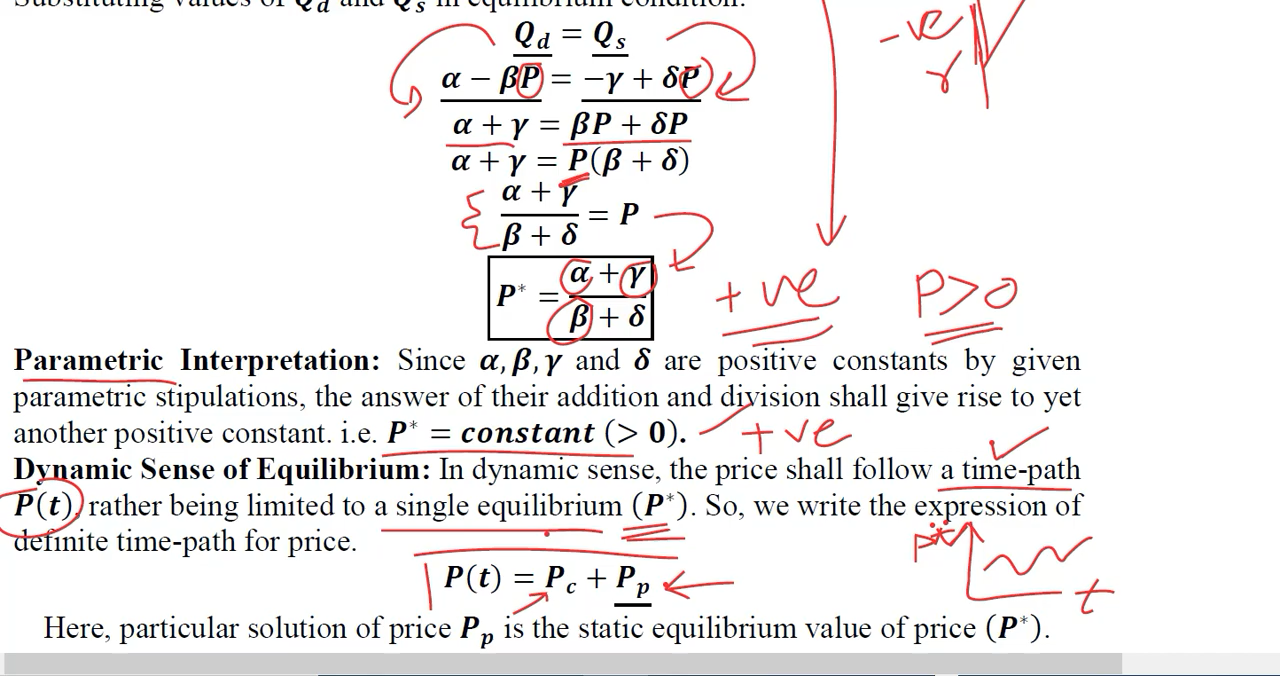 Substituting values of Qd and Qs in equilibrium condition:
Qd = Qs
α − βP = −γ + δP
α + γ = βP + δP
α + γ = P(β + δ)
α + γ
β + δ
= P
P* = α + γ
β + δ
-ve
γ
+ve
P>0
Parametric Interpretation: Since α, β, γ and δ are positive constants by given
parametric stipulations, the answer of their addition and division shall give rise to yet
another positive constant. i.e. P* = constant (> 0).
+ve
Dynamic Sense of Equilibrium: In dynamic sense, the price shall follow a time-path
P(t), rather being limited to a single equilibrium (P*). So, we write the expression of
definite time-path for price.
P(t) = Pc + Pp
t
Here, particular solution of price Pp is the static equilibrium value of price (P*).